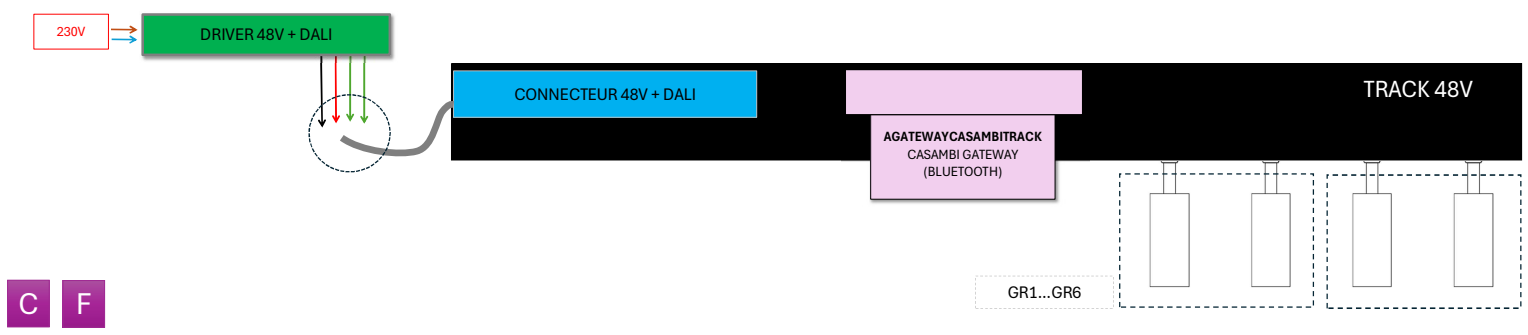 230V
DRIVER 48V + DALI
CONNECTEUR 48V + DALI
TRACK 48V
AGATEWAYCASAMBITRACK
CASAMBI GATEWAY
(BLUETOOTH)
GR1...GR6
C F